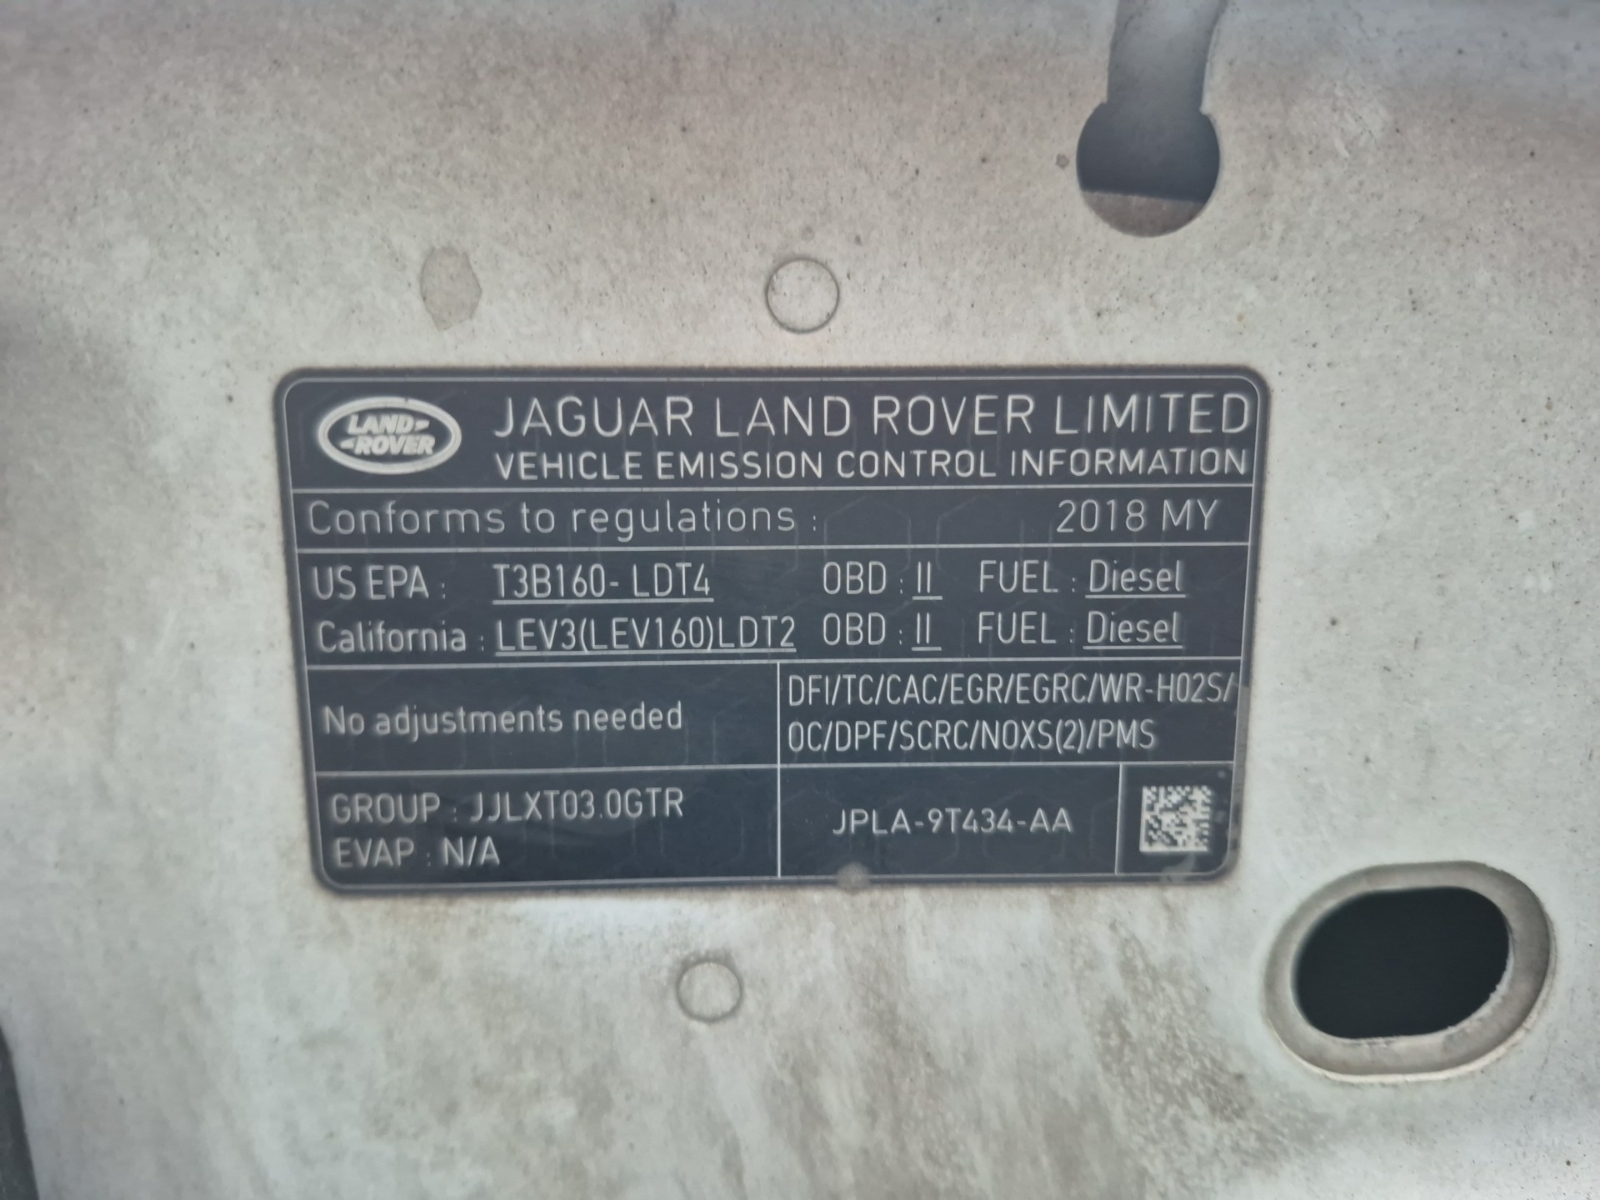 LAND ROVER
JAGUAR LAND ROVER LIMITED
VEHICLE EMISSION CONTROL INFORMATION
Conforms to regulations : 2018 MY
US EPA : T3B160- LDT4 OBD : II FUEL : Diesel
California : LEV3(LEV160)LDT2 OBD : II FUEL : Diesel
No adjustments needed
DFI/TC/CAC/EGR/EGRC/WR-H02S/
OC/DPF/SCRC/NOXS(2)/PMS
GROUP : JJLXT03.0GTR
EVAP : N/A
JPLA-9T434-AA